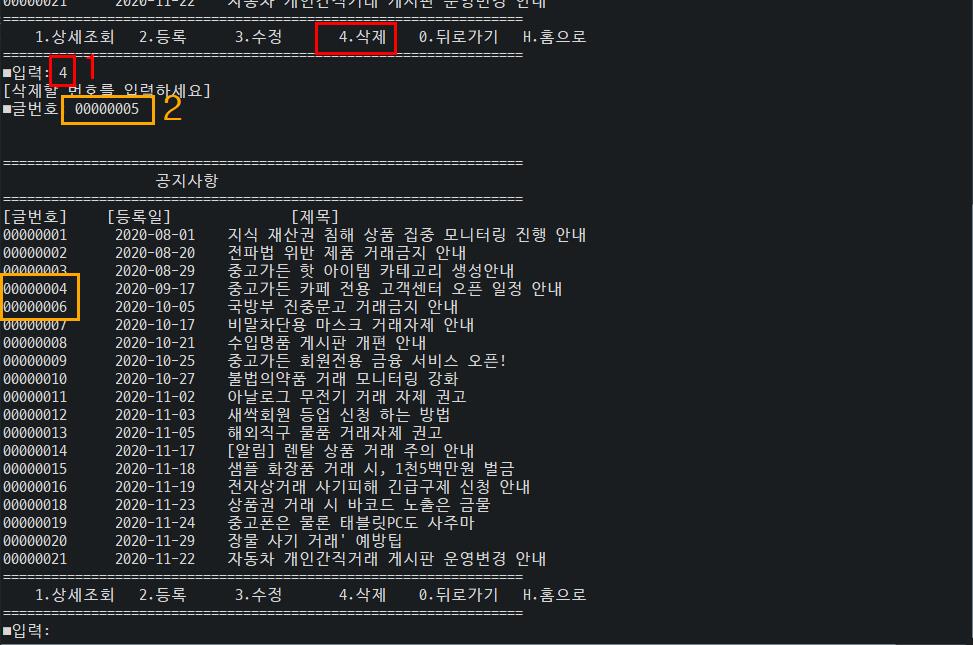 00000021 2020-11-22 자동차 개인간직거래 게시판 운영변경 안내
=================================================================
1.상세조회 2.등록 3.수정 4.삭제 0.뒤로가기 H.홈으로
=================================================================
■입력: 4 1
[삭제할 번호를 입력하세요]
■글번호 00000005 2
=================================================================
공지사항
=================================================================
[글번호] [등록일] [제목]
00000001 2020-08-01 지식 재산권 침해 상품 집중 모니터링 진행 안내
00000002 2020-08-20 전파법 위반 제품 거래금지 안내
00000003 2020-08-29 중고가든 핫 아이템 카테고리 생성안내
00000004 2020-09-17 중고가든 카페 전용 고객센터 오픈 일정 안내
00000006 2020-10-05 국방부 진중문고 거래금지 안내
00000007 2020-10-17 비말차단용 마스크 거래자제 안내
00000008 2020-10-21 수입명품 게시판 개편 안내
00000009 2020-10-25 중고가든 회원전용 금융 서비스 오픈!
00000010 2020-10-27 불법의약품 거래 모니터링 강화
00000011 2020-11-02 아날로그 무전기 거래 자제 권고
00000012 2020-11-03 새싹회원 등업 신청 하는 방법
00000013 2020-11-05 해외직구 물품 거래자제 권고
00000014 2020-11-17 [알림] 렌탈 상품 거래 주의 안내
00000015 2020-11-18 샘플 화장품 거래 시, 1천5백만원 벌금
00000016 2020-11-19 전자상거래 사기피해 긴급구제 신청 안내
00000018 2020-11-23 상품권 거래 시 바코드 노출은 금물
00000019 2020-11-24 중고폰은 물론 태블릿PC도 사주마
00000020 2020-11-29 장물 사기 거래' 예방팁
00000021 2020-11-22 자동차 개인간직거래 게시판 운영변경 안내
=================================================================
1.상세조회 2.등록 3.수정 4.삭제 0.뒤로가기 H.홈으로
=================================================================
■입력: